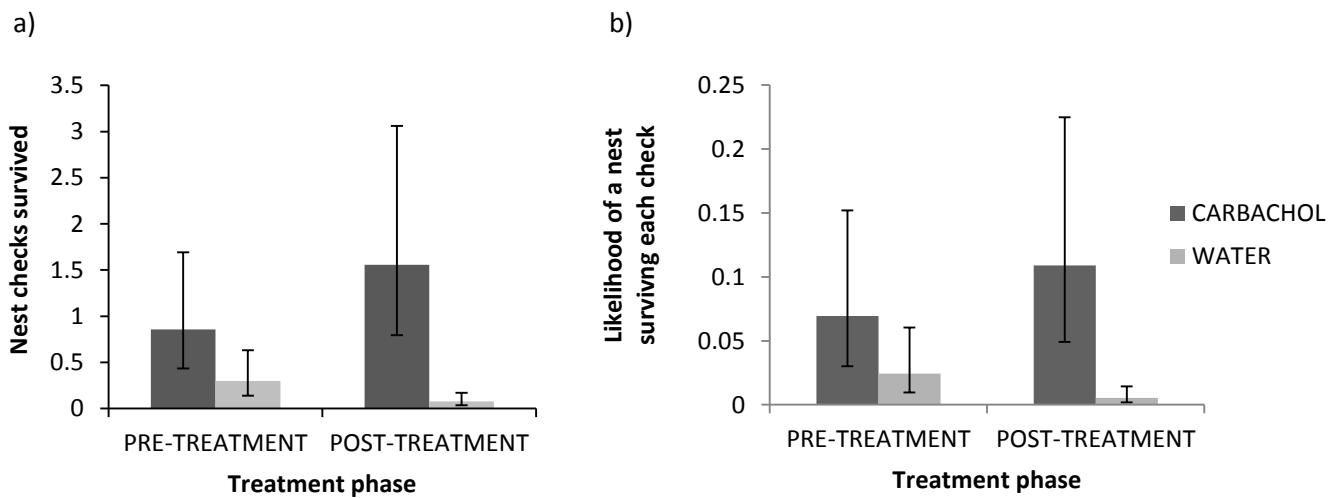 a)
Nest checks survived
3.5
3
2.5
2
1.5
1
0.5
0
PRE-TREATMENT
POST-TREATMENT
Treatment phase
b)
Likelihood of a nest
survivng each check
0.25
0.2
0.15
0.1
0.05
0
PRE-TREATMENT
POST-TREATMENT
Treatment phase
CARBACHOL
WATER